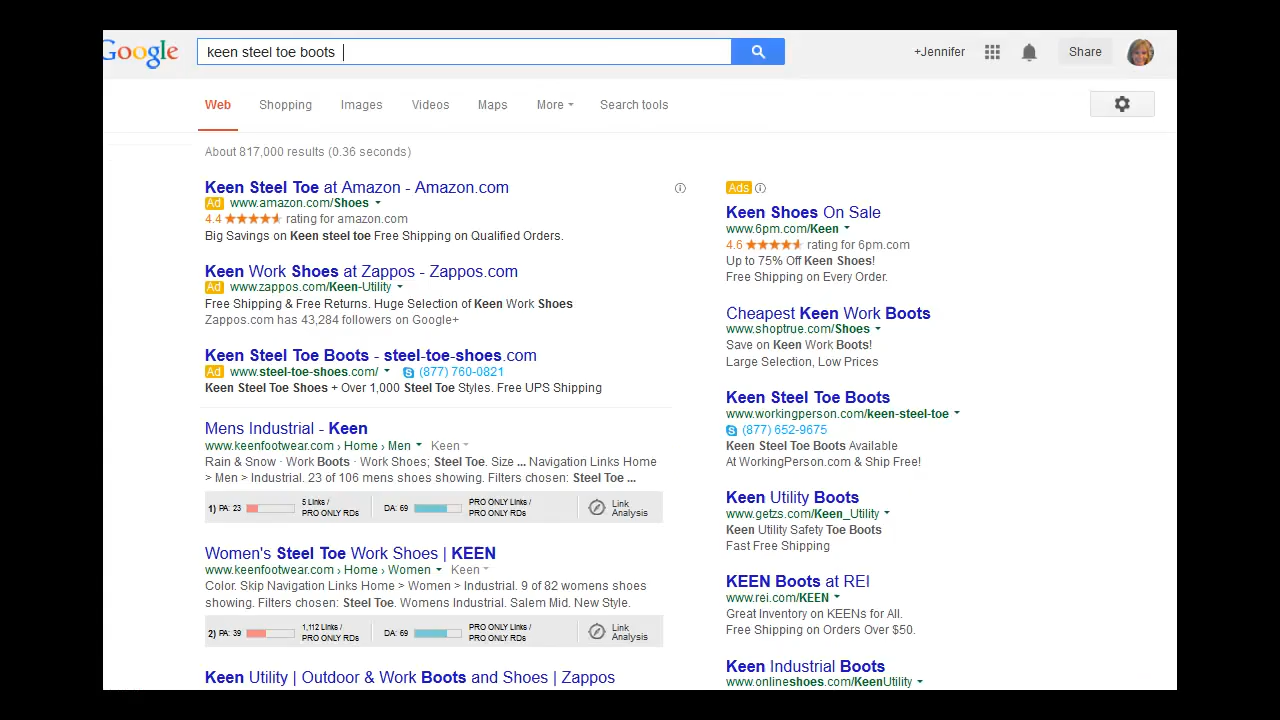 Google
keen steel toe boots
+Jennifer
Share
Web
Shopping
Images
Videos
Maps
More
Search tools
About 817,000 results (0.36 seconds)
Keen Steel Toe at Amazon - Amazon.com
Ad www.amazon.com/Shoes
4.4 rating for amazon.com
Big Savings on Keen steel toe Free Shipping on Qualified Orders.
Keen Work Shoes at Zappos - Zappos.com
Ad www.zappos.com/Keen-Utility
Free Shipping & Free Returns. Huge Selection of Keen Work Shoes
Zappos.com has 43,284 followers on Google+
Keen Steel Toe Boots - steel-toe-shoes.com
Ad www.steel-toe-shoes.com/ (877) 760-0821
Keen Steel Toe Shoes + Over 1,000 Steel Toe Styles. Free UPS Shipping
Mens Industrial - Keen
www.keenfootwear.com › Home › Men Keen
Rain & Snow · Work Boots · Work Shoes; Steel Toe. Size ... Navigation Links Home
> Men > Industrial. 23 of 106 mens shoes showing. Filters chosen: Steel Toe ...
1) PA: 23
5 Links /
PRO ONLY RDs
DA: 69
PRO ONLY Links /
PRO ONLY RDs
Link
Analysis
Women's Steel Toe Work Shoes | KEEN
www.keenfootwear.com › Home › Women Keen
Color. Skip Navigation Links Home > Women > Industrial. 9 of 82 womens shoes
showing. Filters chosen: Steel Toe. Womens Industrial. Salem Mid. New Style.
2) PA: 39
1,112 Links /
PRO ONLY RDs
DA: 69
PRO ONLY Links /
PRO ONLY RDs
Link
Analysis
Keen Utility | Outdoor & Work Boots and Shoes | Zappos
Ads
Keen Shoes On Sale
www.6pm.com/Keen
4.6 rating for 6pm.com
Up to 75% Off Keen Shoes!
Free Shipping on Every Order.
Cheapest Keen Work Boots
www.shoptrue.com/Shoes
Save on Keen Work Boots!
Large Selection, Low Prices
Keen Steel Toe Boots
www.workingperson.com/keen-steel-toe
(877) 652-9675
Keen Steel Toe Boots Available
At WorkingPerson.com & Ship Free!
Keen Utility Boots
www.getzs.com/Keen_Utility
Keen Utility Safety Toe Boots
Fast Free Shipping
KEEN Boots at REI
www.rei.com/KEEN
Great Inventory on KEENs for All.
Free Shipping on Orders Over $50.
Keen Industrial Boots
www.onlineshoes.com/KeenUtility